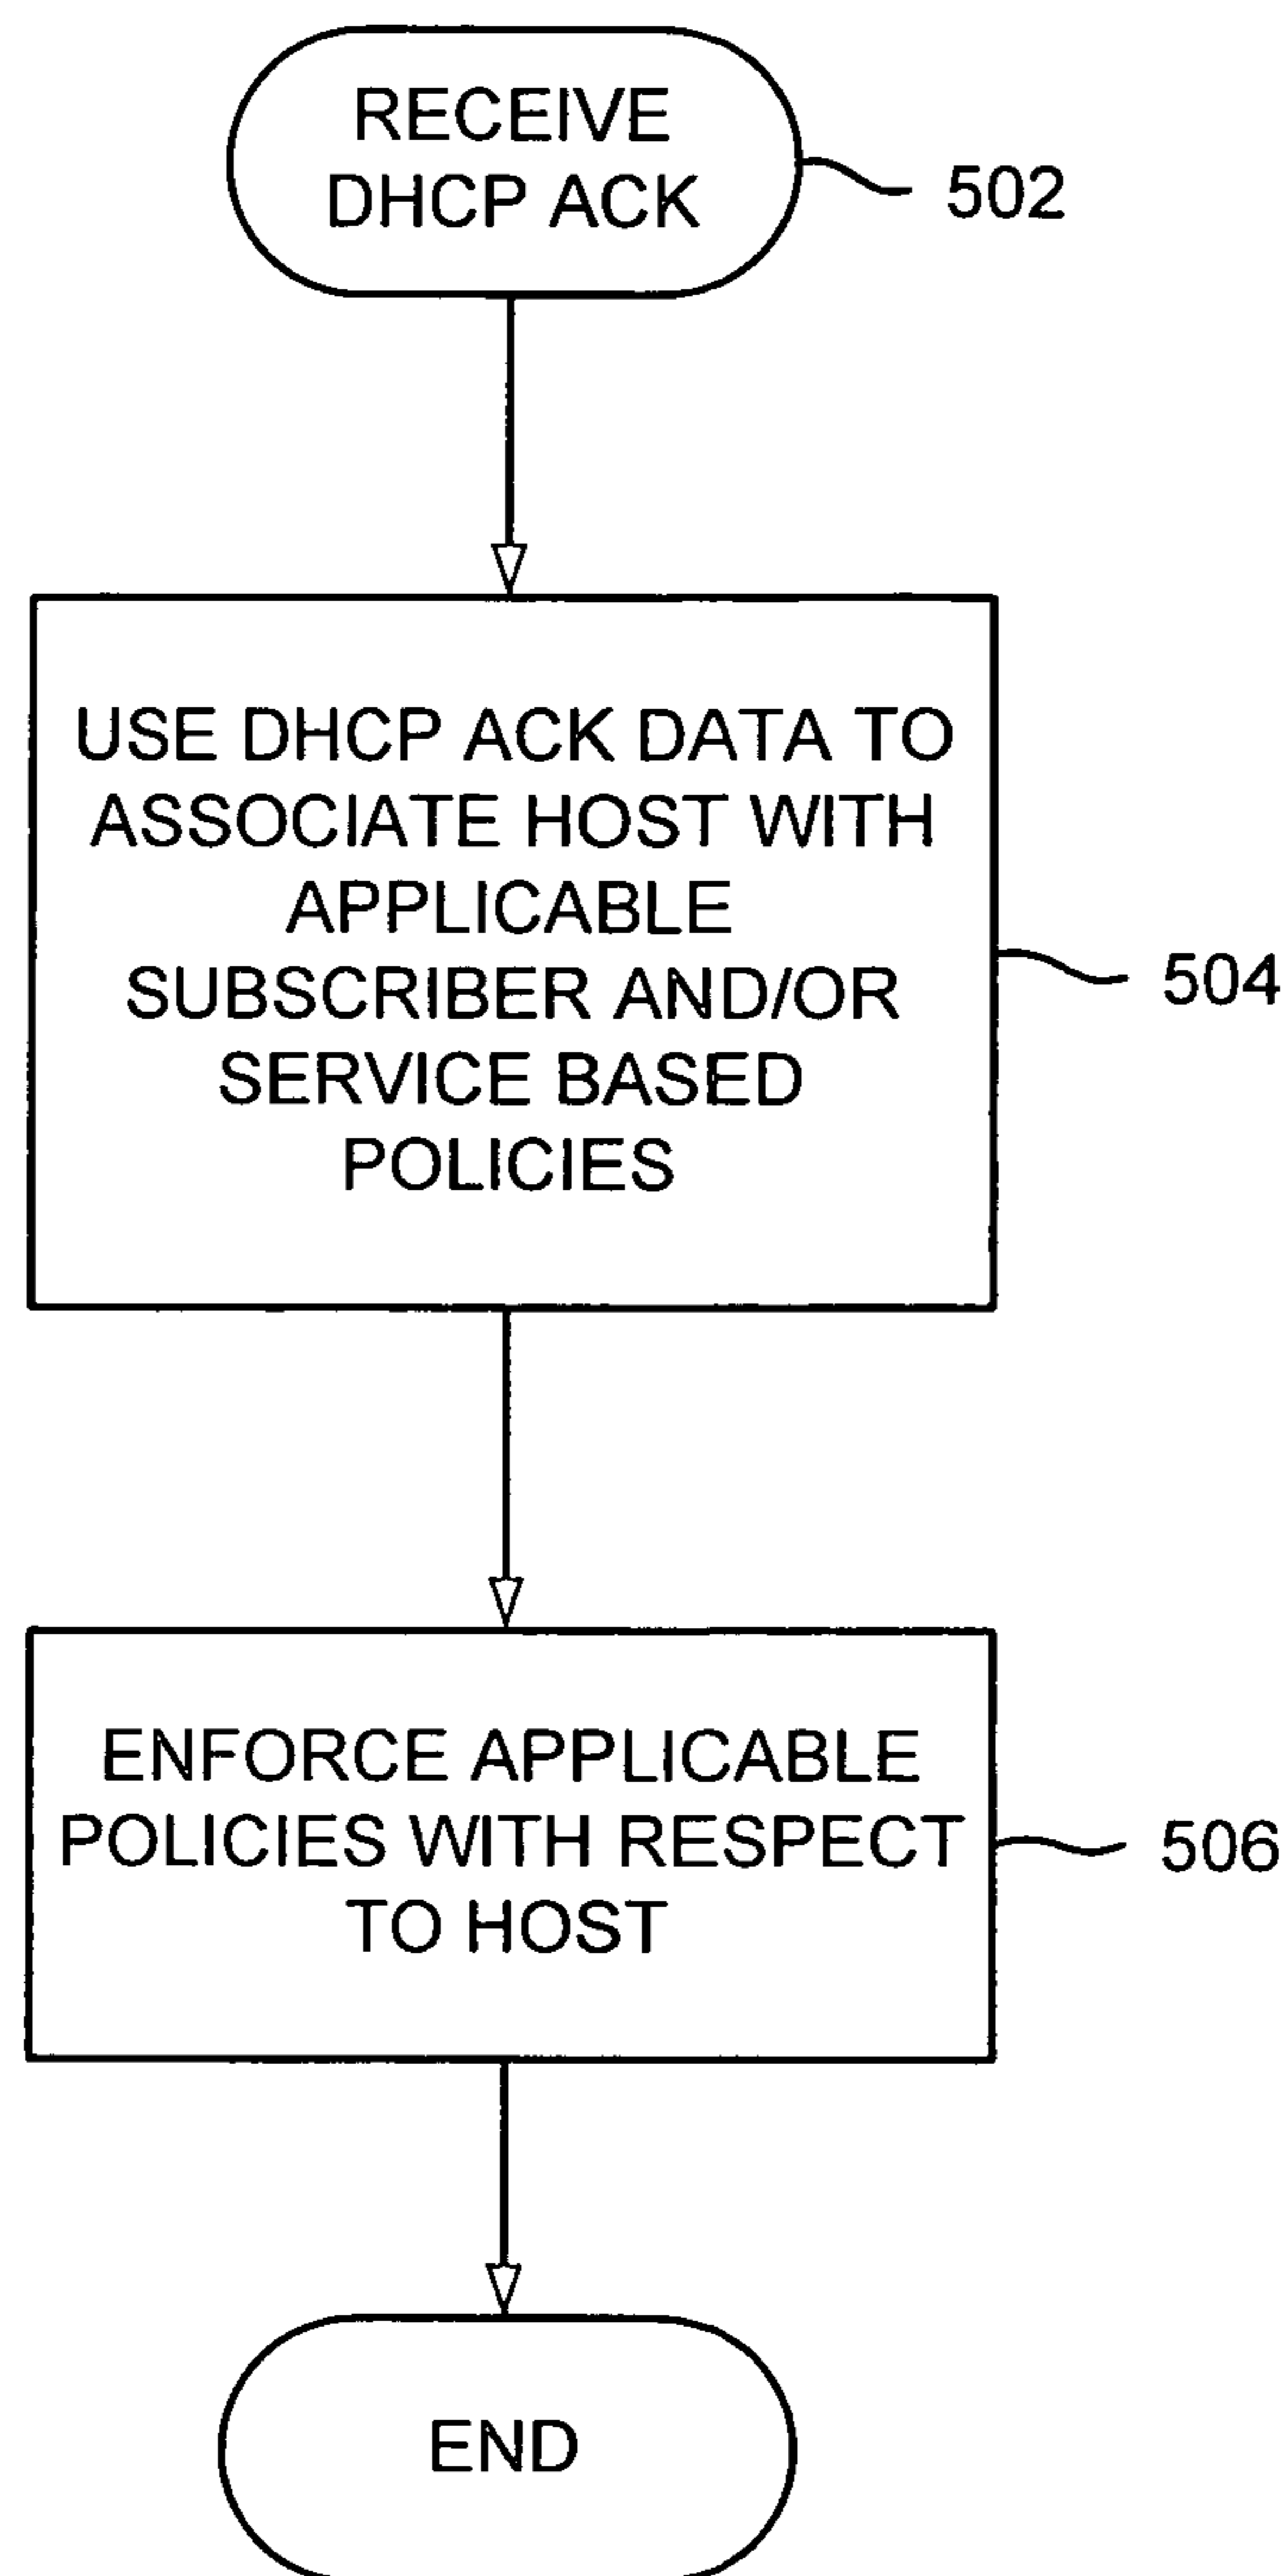 RECEIVE
DHCP ACK
502
USE DHCP ACK DATA TO
ASSOCIATE HOST WITH
APPLICABLE
SUBSCRIBER AND/OR
SERVICE BASED
POLICIES
504
ENFORCE APPLICABLE
POLICIES WITH RESPECT
TO HOST
506
END